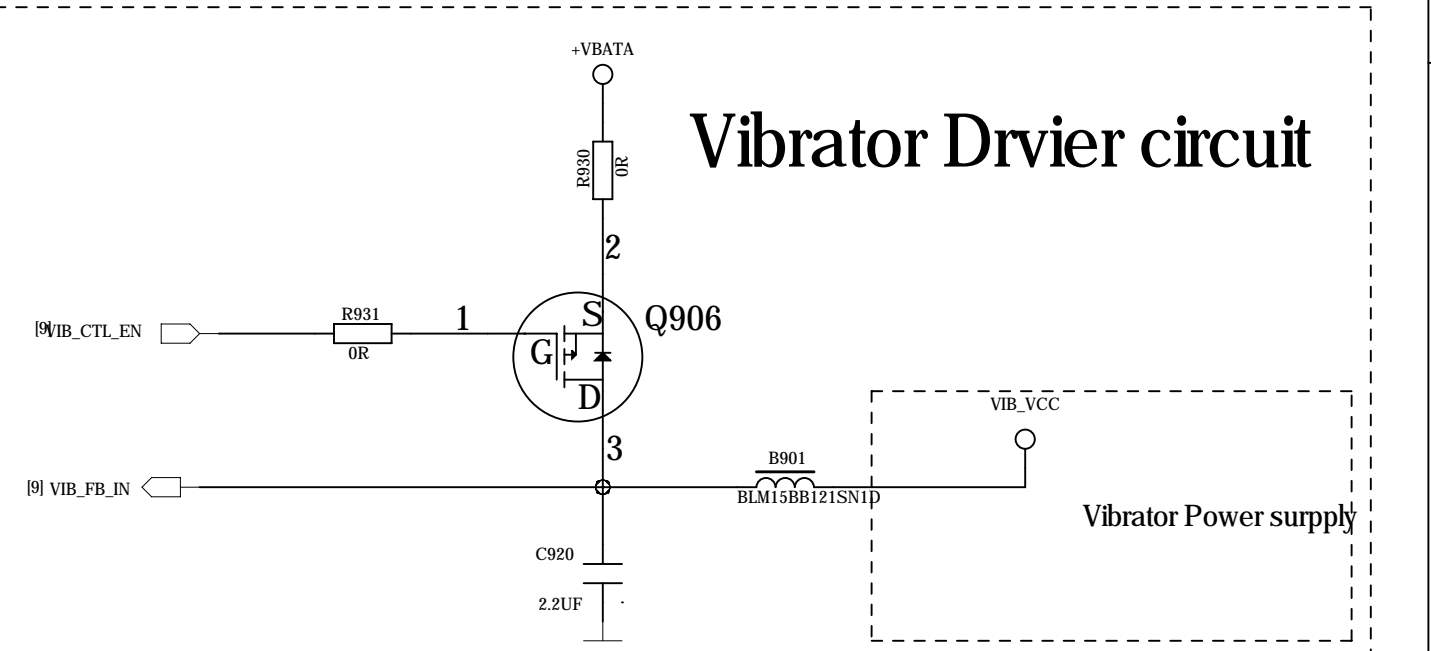 +VBATA
Vibrator Drvier circuit
R930
0R
2
[9]VIB_CTL_EN
R931
0R
1
S
G
D
Q906
3
VIB_VCC
[9] VIB_FB_IN
B901
BLM15BB121SN1D
Vibrator Power surpply
C920
2.2UF